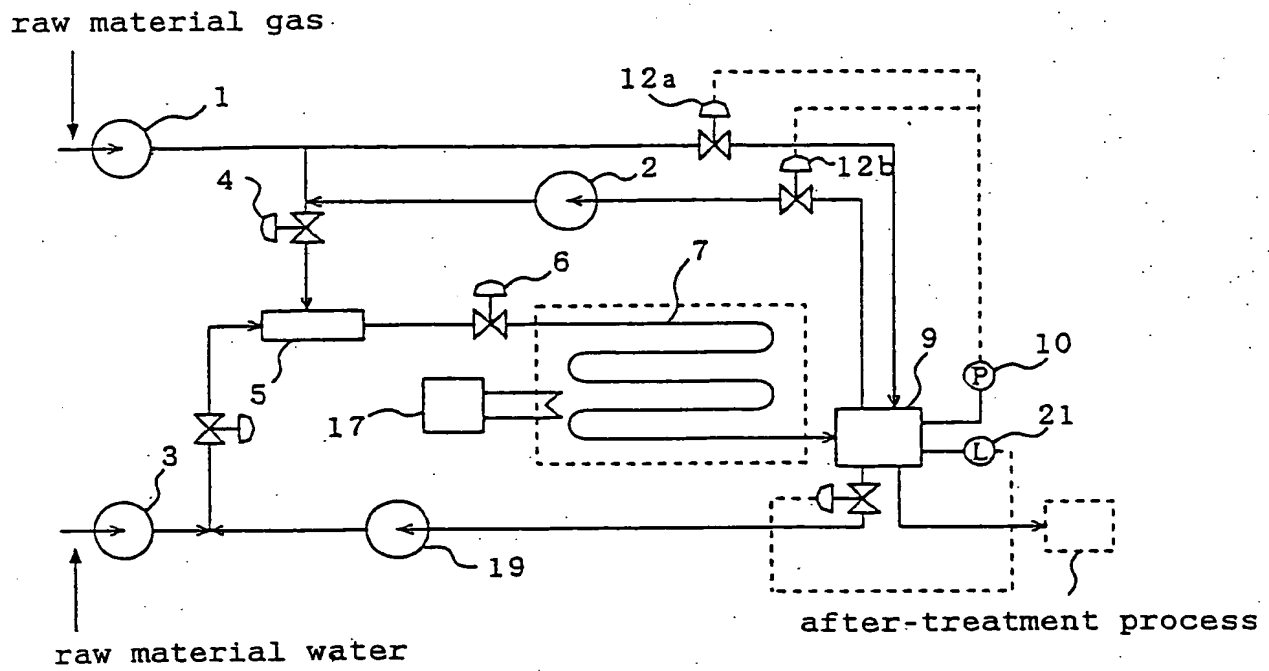 raw material gas
1
12a
4
2
12b
6
7
9
10
P
5
17
21
L
3
19
after-treatment process
raw material water